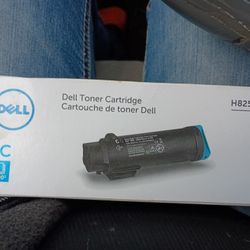 DELL
Dell Toner Cartridge
Cartouche de toner Dell
H825
C